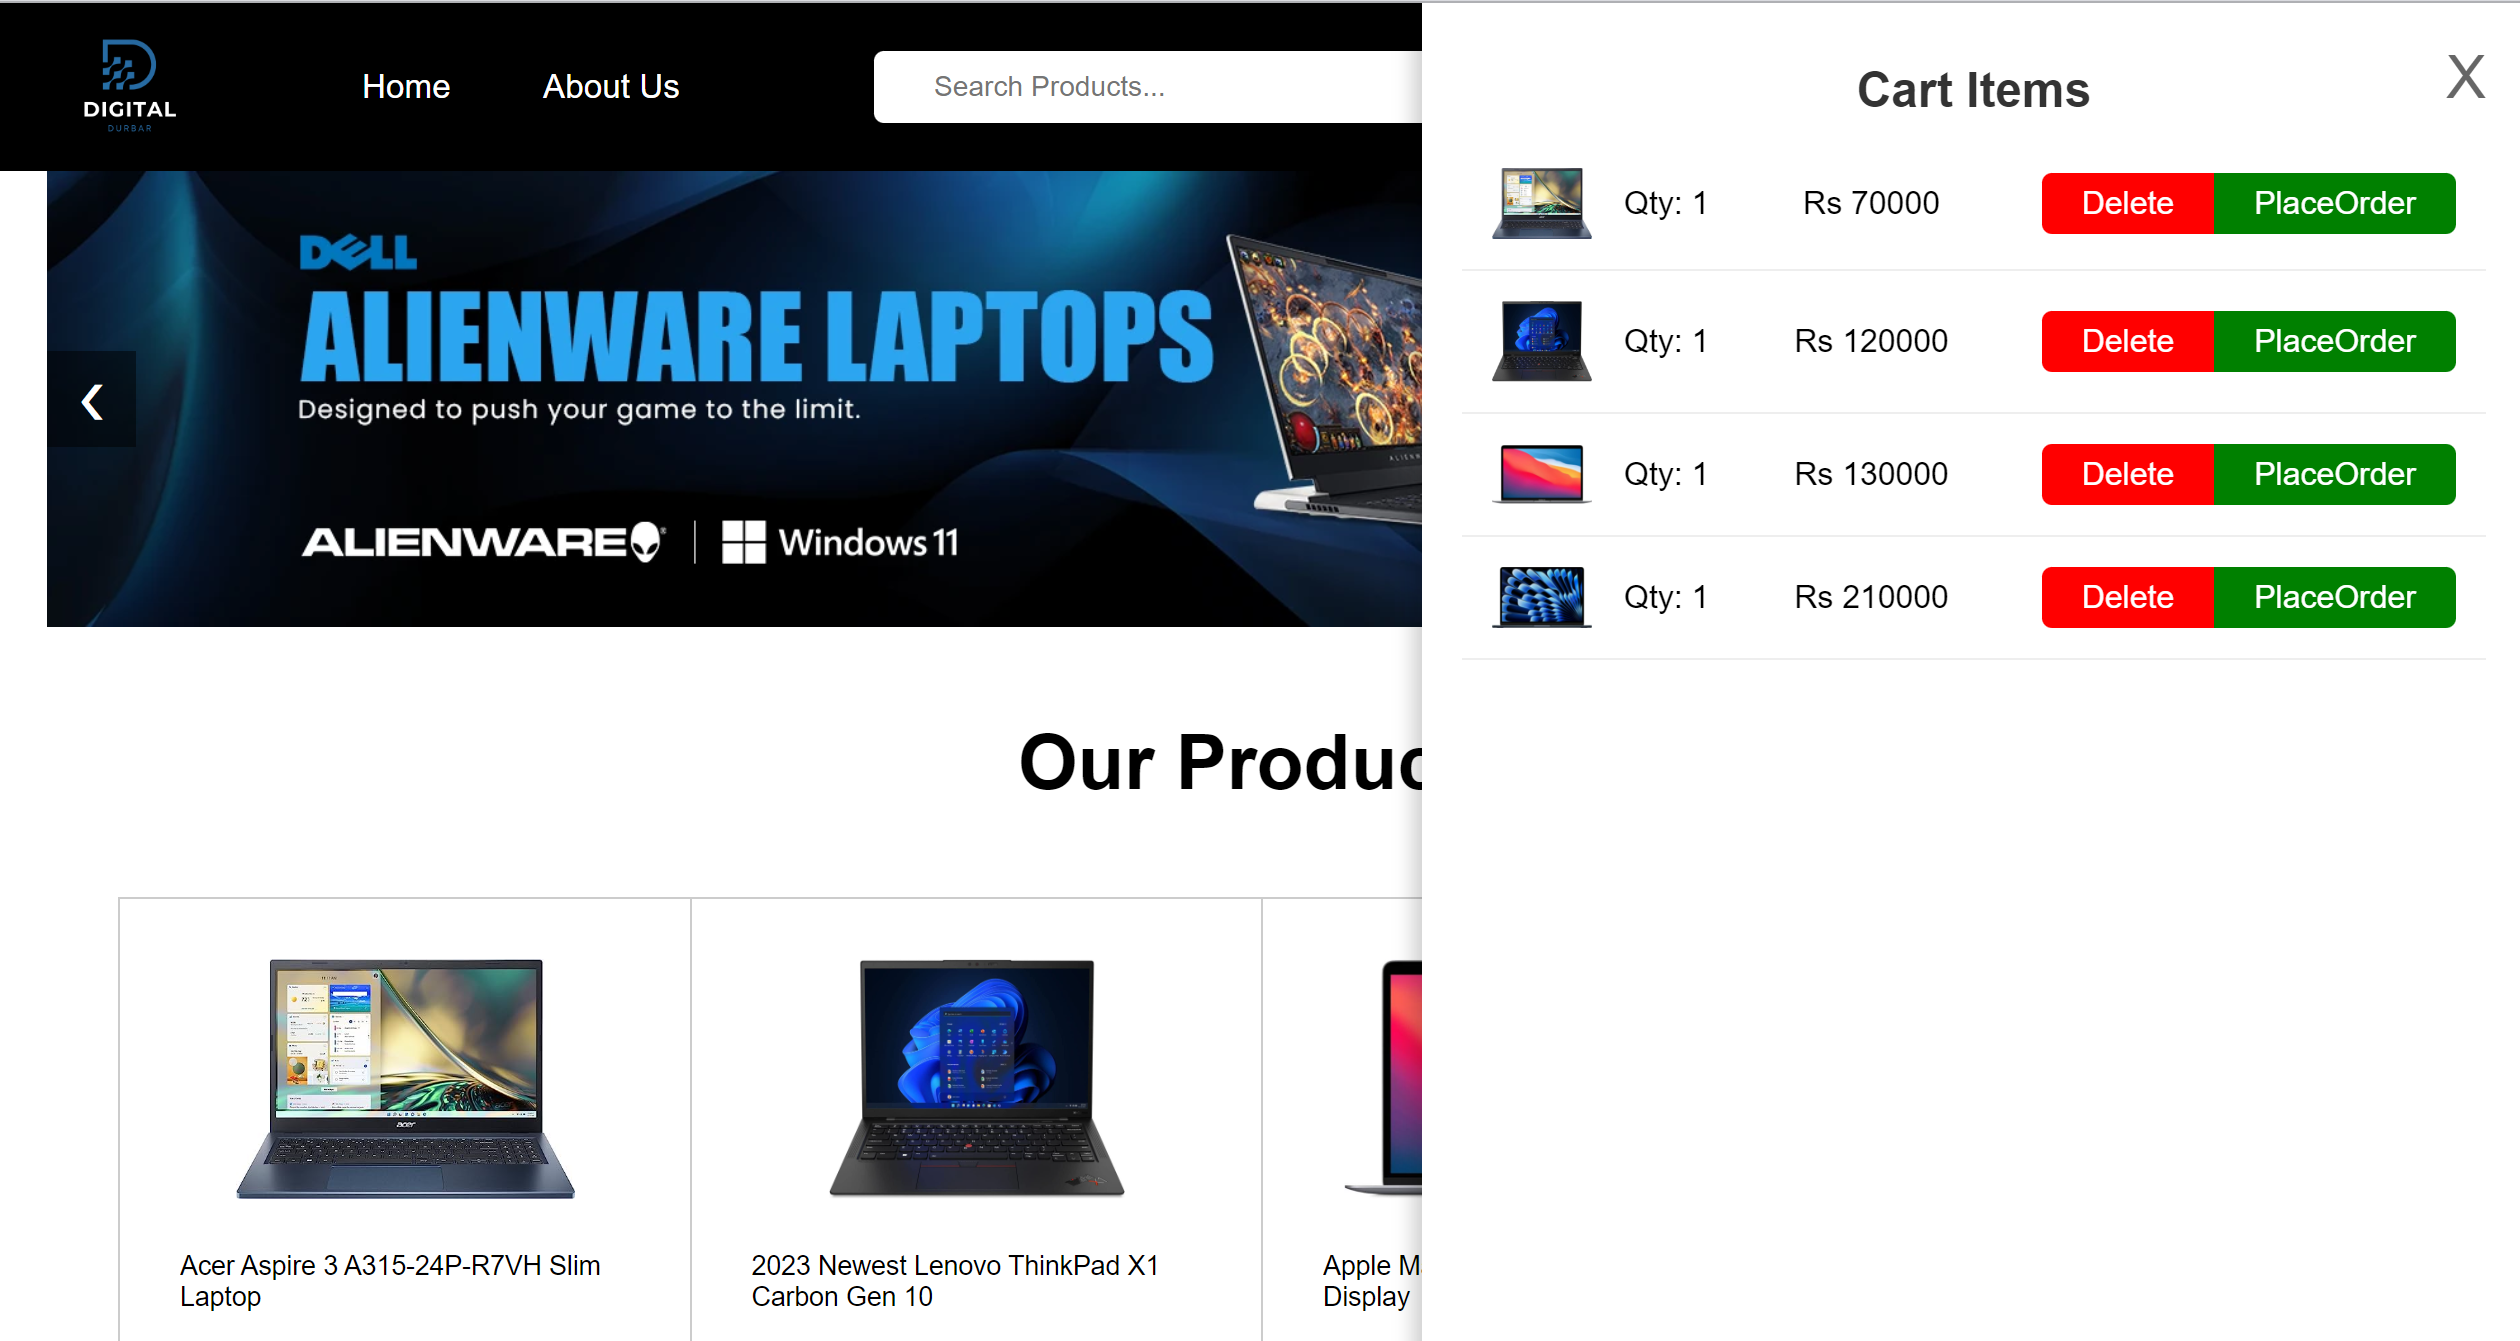 DIGITAL
DURBAR
Home
About Us
Search Products...
DELL
ALIENWARE LAPTOPS
Designed to push your game to the limit.
ALIENWARE
Windows 11
❮
Our Produc
Acer Aspire 3 A315-24P-R7VH Slim
Laptop
2023 Newest Lenovo ThinkPad X1
Carbon Gen 10
Apple M
Display
acer
Cart Items
X
Qty: 1 Rs 70000 Delete PlaceOrder
Qty: 1 Rs 120000 Delete PlaceOrder
Qty: 1 Rs 130000 Delete PlaceOrder
Qty: 1 Rs 210000 Delete PlaceOrder